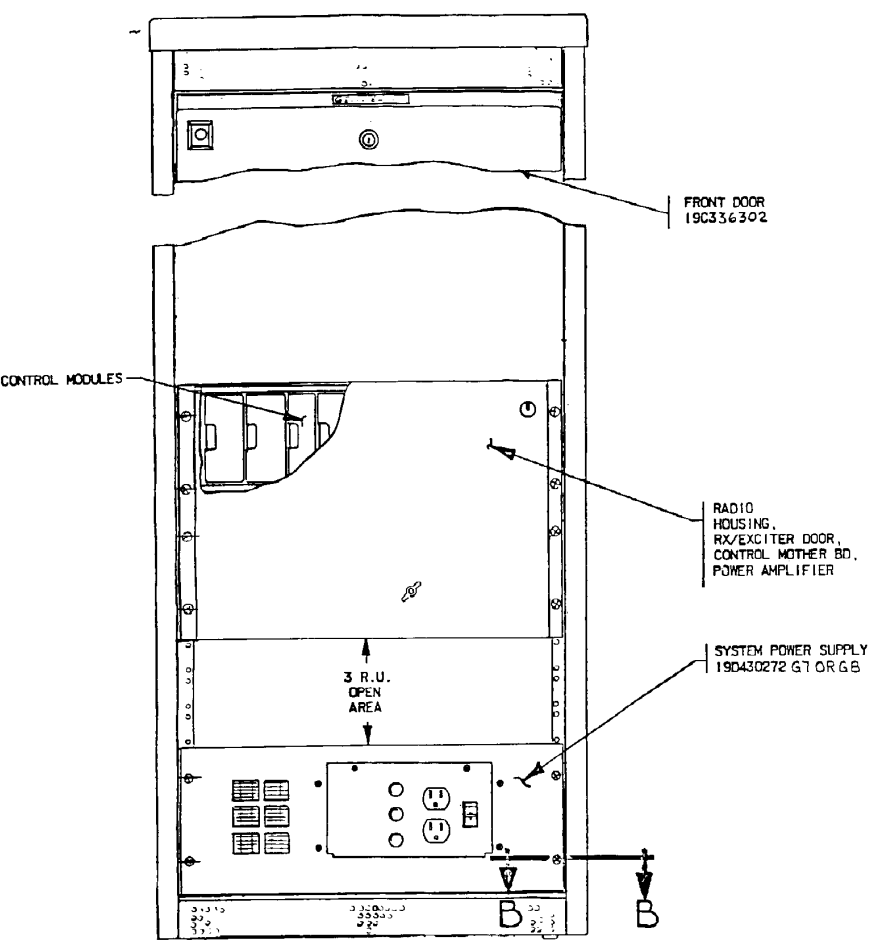 FRONT DOOR
19C336302
CONTROL MODULES
RADIO
HOUSING,
RX/EXCITER DOOR,
CONTROL MOTHER BD,
POWER AMPLIFIER
SYSTEM POWER SUPPLY
19D430272 G7 OR G8
3 R.U.
OPEN
AREA
B B